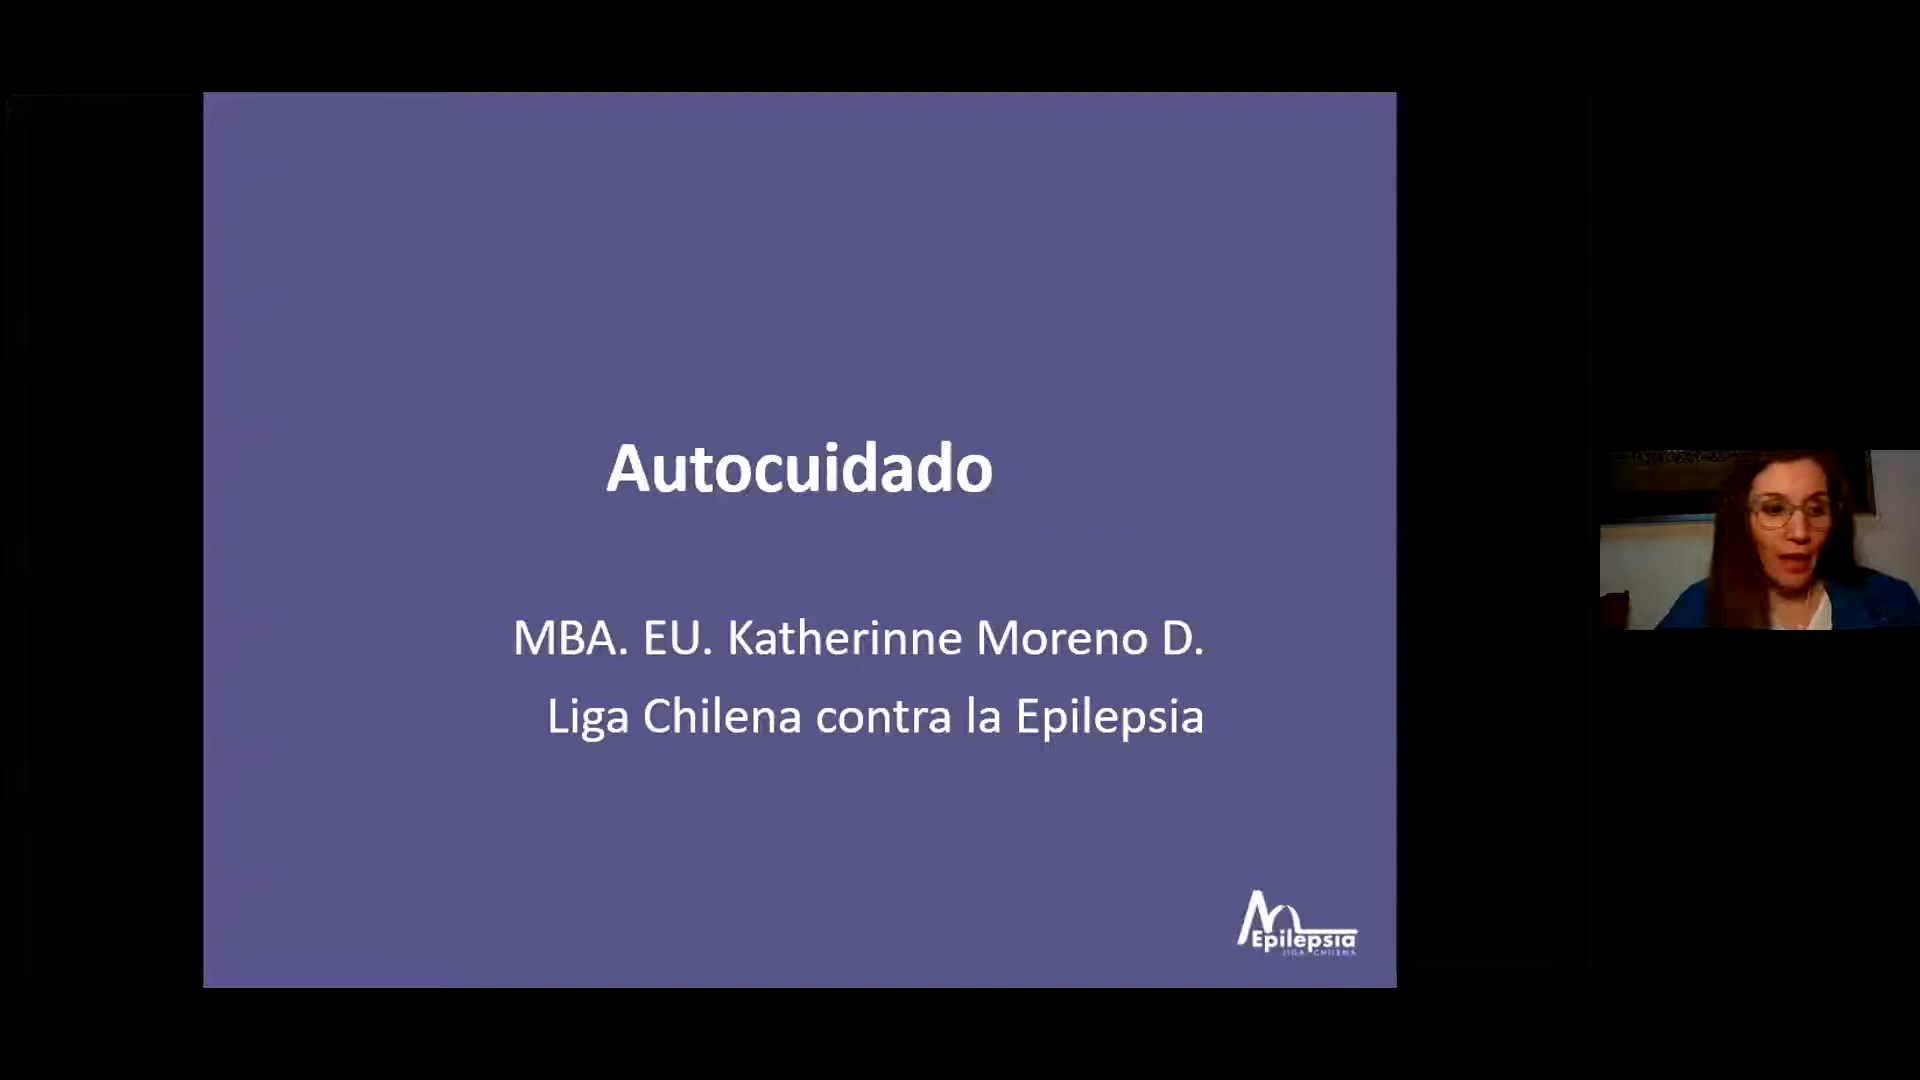 Autocuidado
MBA. EU. Katherinne Moreno D.
Liga Chilena contra la Epilepsia
Epilepsia
LIGA CHILENA